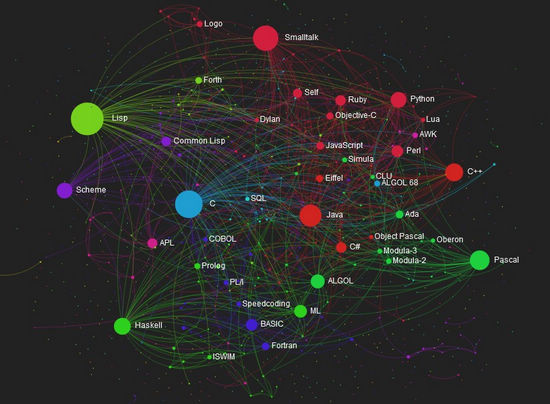 Logo
Smalltalk
Forth
Self
Ruby
Python
Objective-C
Lisp
Dylan
Lua
AWK
Common Lisp
JavaScript
Perl
Simula
C++
Eiffel
CLU
ALGOL 68
Scheme
SQL
C
Java
Ada
COBOL
Object Pascal
Oberon
APL
C#
Modula-3
Modula-2
Pascal
Prolog
PL/I
ALGOL
Speedcoding
ML
Haskell
BASIC
Fortran
ISWIM